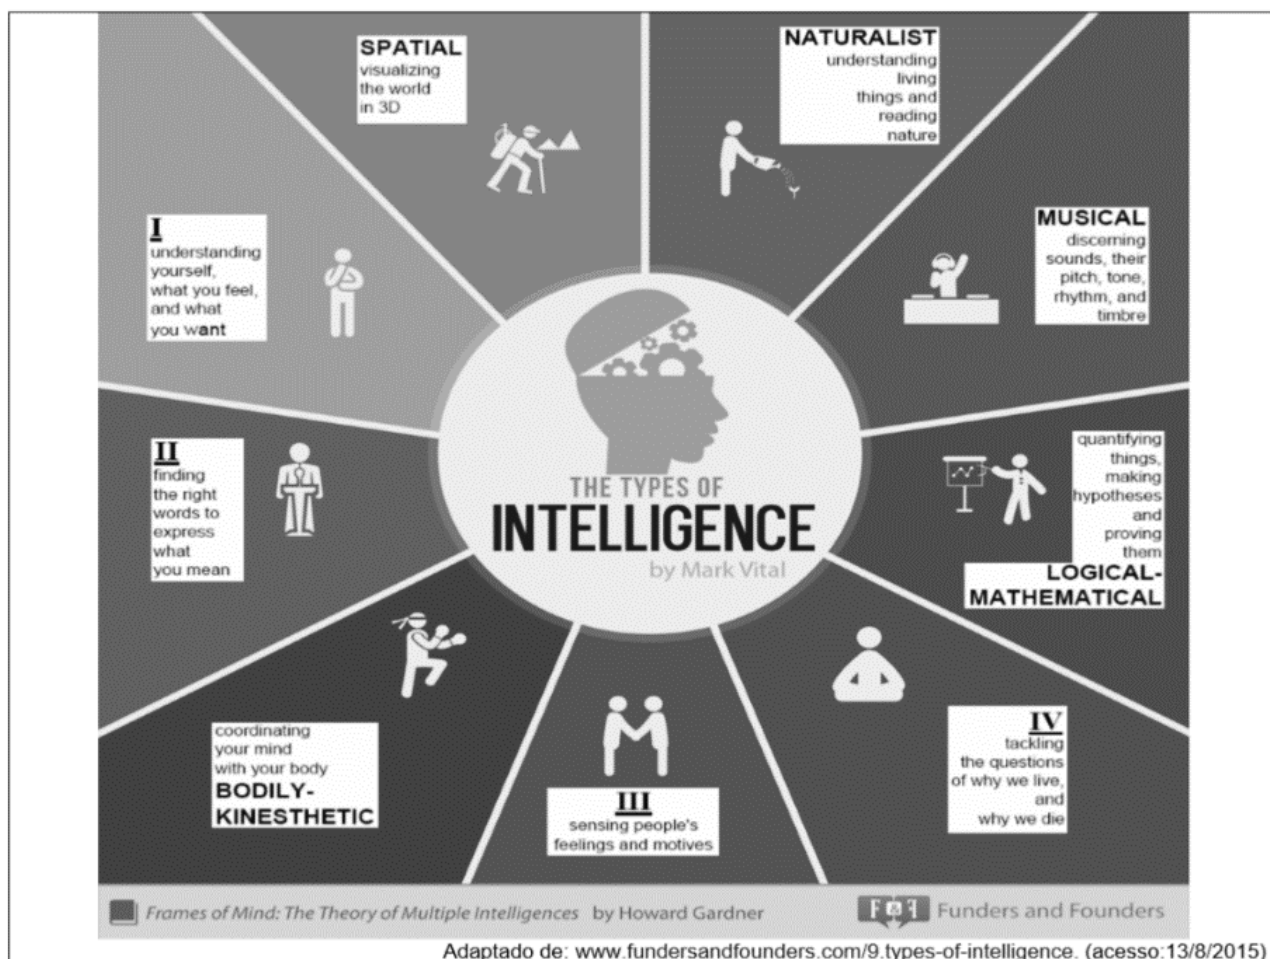 SPATIAL
visualizing
the world
in 3D
NATURALIST
understanding
living
things and
reading
nature
I
understanding
yourself,
what you feel,
and what
you want
MUSICAL
discerning
sounds, their
pitch, tone,
rhythm, and
timbre
II
finding
the right
words to
express
what
you mean
THE TYPES OF
INTELLIGENCE
by Mark Vital
quantifying
things,
making
hypotheses
and
proving
them
LOGICAL-
MATHEMATICAL
coordinating
your mind
with your body
BODILY-
KINESTHETIC
III
sensing people's
feelings and motives
IV
tackling
the questions
of why we live,
and
why we die
Frames of Mind: The Theory of Multiple Intelligences by Howard Gardner
F F Funders and Founders
Adaptado de: www.fundersandfounders.com/9.types-of-intelligence. (acesso:13/8/2015)